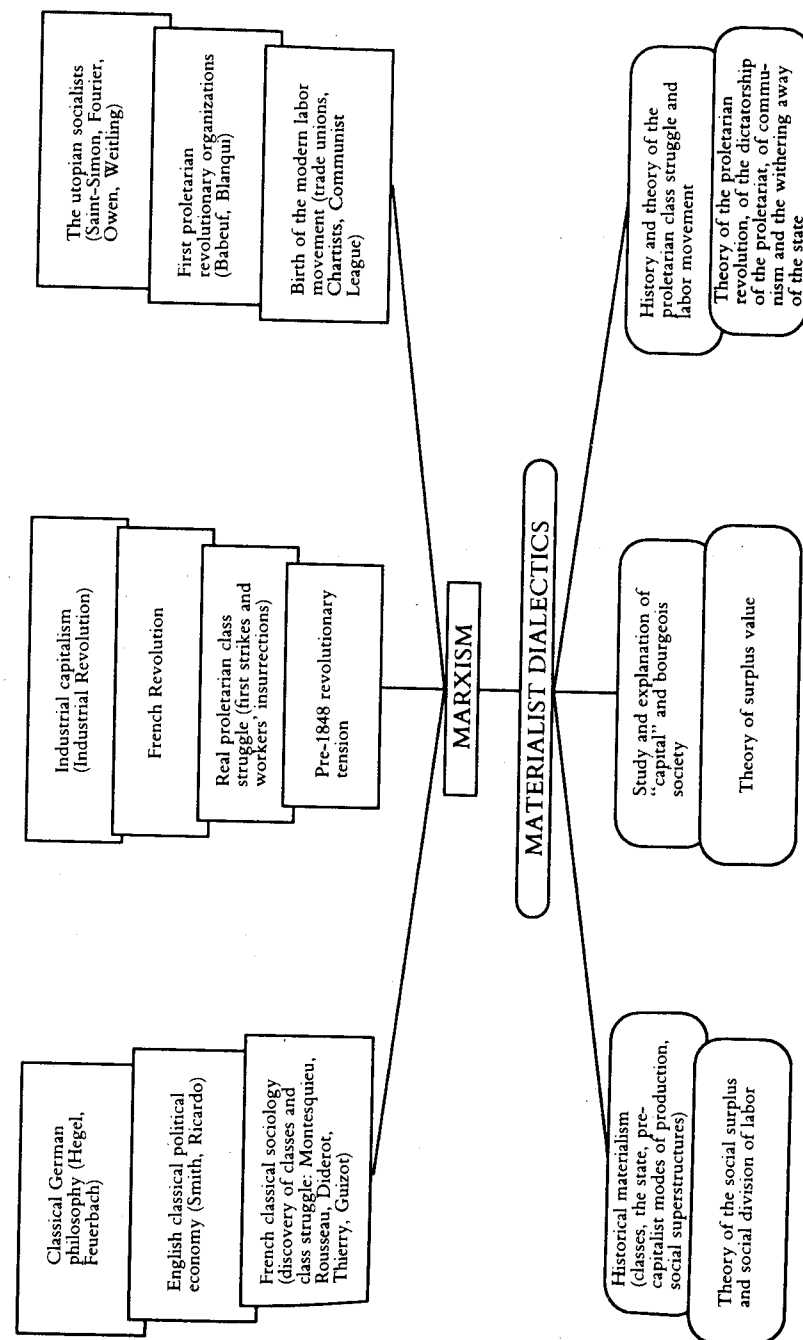 Classical German
philosophy (Hegel,
Feuerbach)
English classical political
economy (Smith, Ricardo)
French classical sociology
(discovery of classes and
class struggle: Montesquieu,
Rousseau, Diderot,
Thierry, Guizot)
Industrial capitalism
(Industrial Revolution)
French Revolution
Real proletarian class
struggle (first strikes and
workers' insurrections)
Pre-1848 revolutionary
tension
The utopian socialists
(Saint-Simon, Fourier,
Owen, Weitling)
First proletarian
revolutionary organizations
(Babeuf, Blanqui)
Birth of the modern labor
movement (trade unions,
Chartists, Communist
League)
MARXISM
MATERIALIST DIALECTICS
Historical materialism
(classes, the state, pre-
capitalist modes of production,
social superstructures)
Theory of the social surplus
and social division of labor
Study and explanation of
"capital" and bourgeois
society
Theory of surplus value
History and theory of the
proletarian class struggle and
labor movement
Theory of the proletarian
revolution, of the dictatorship
of the proletariat, of commu-
nism and the withering away
of the state